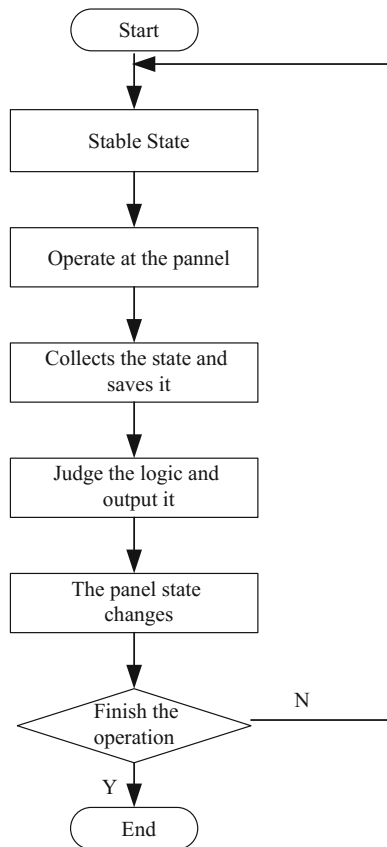 Start
Stable State
Operate at the pannel
Collects the state and
saves it
Judge the logic and
output it
The panel state
changes
Finish the
operation
N
Y
End